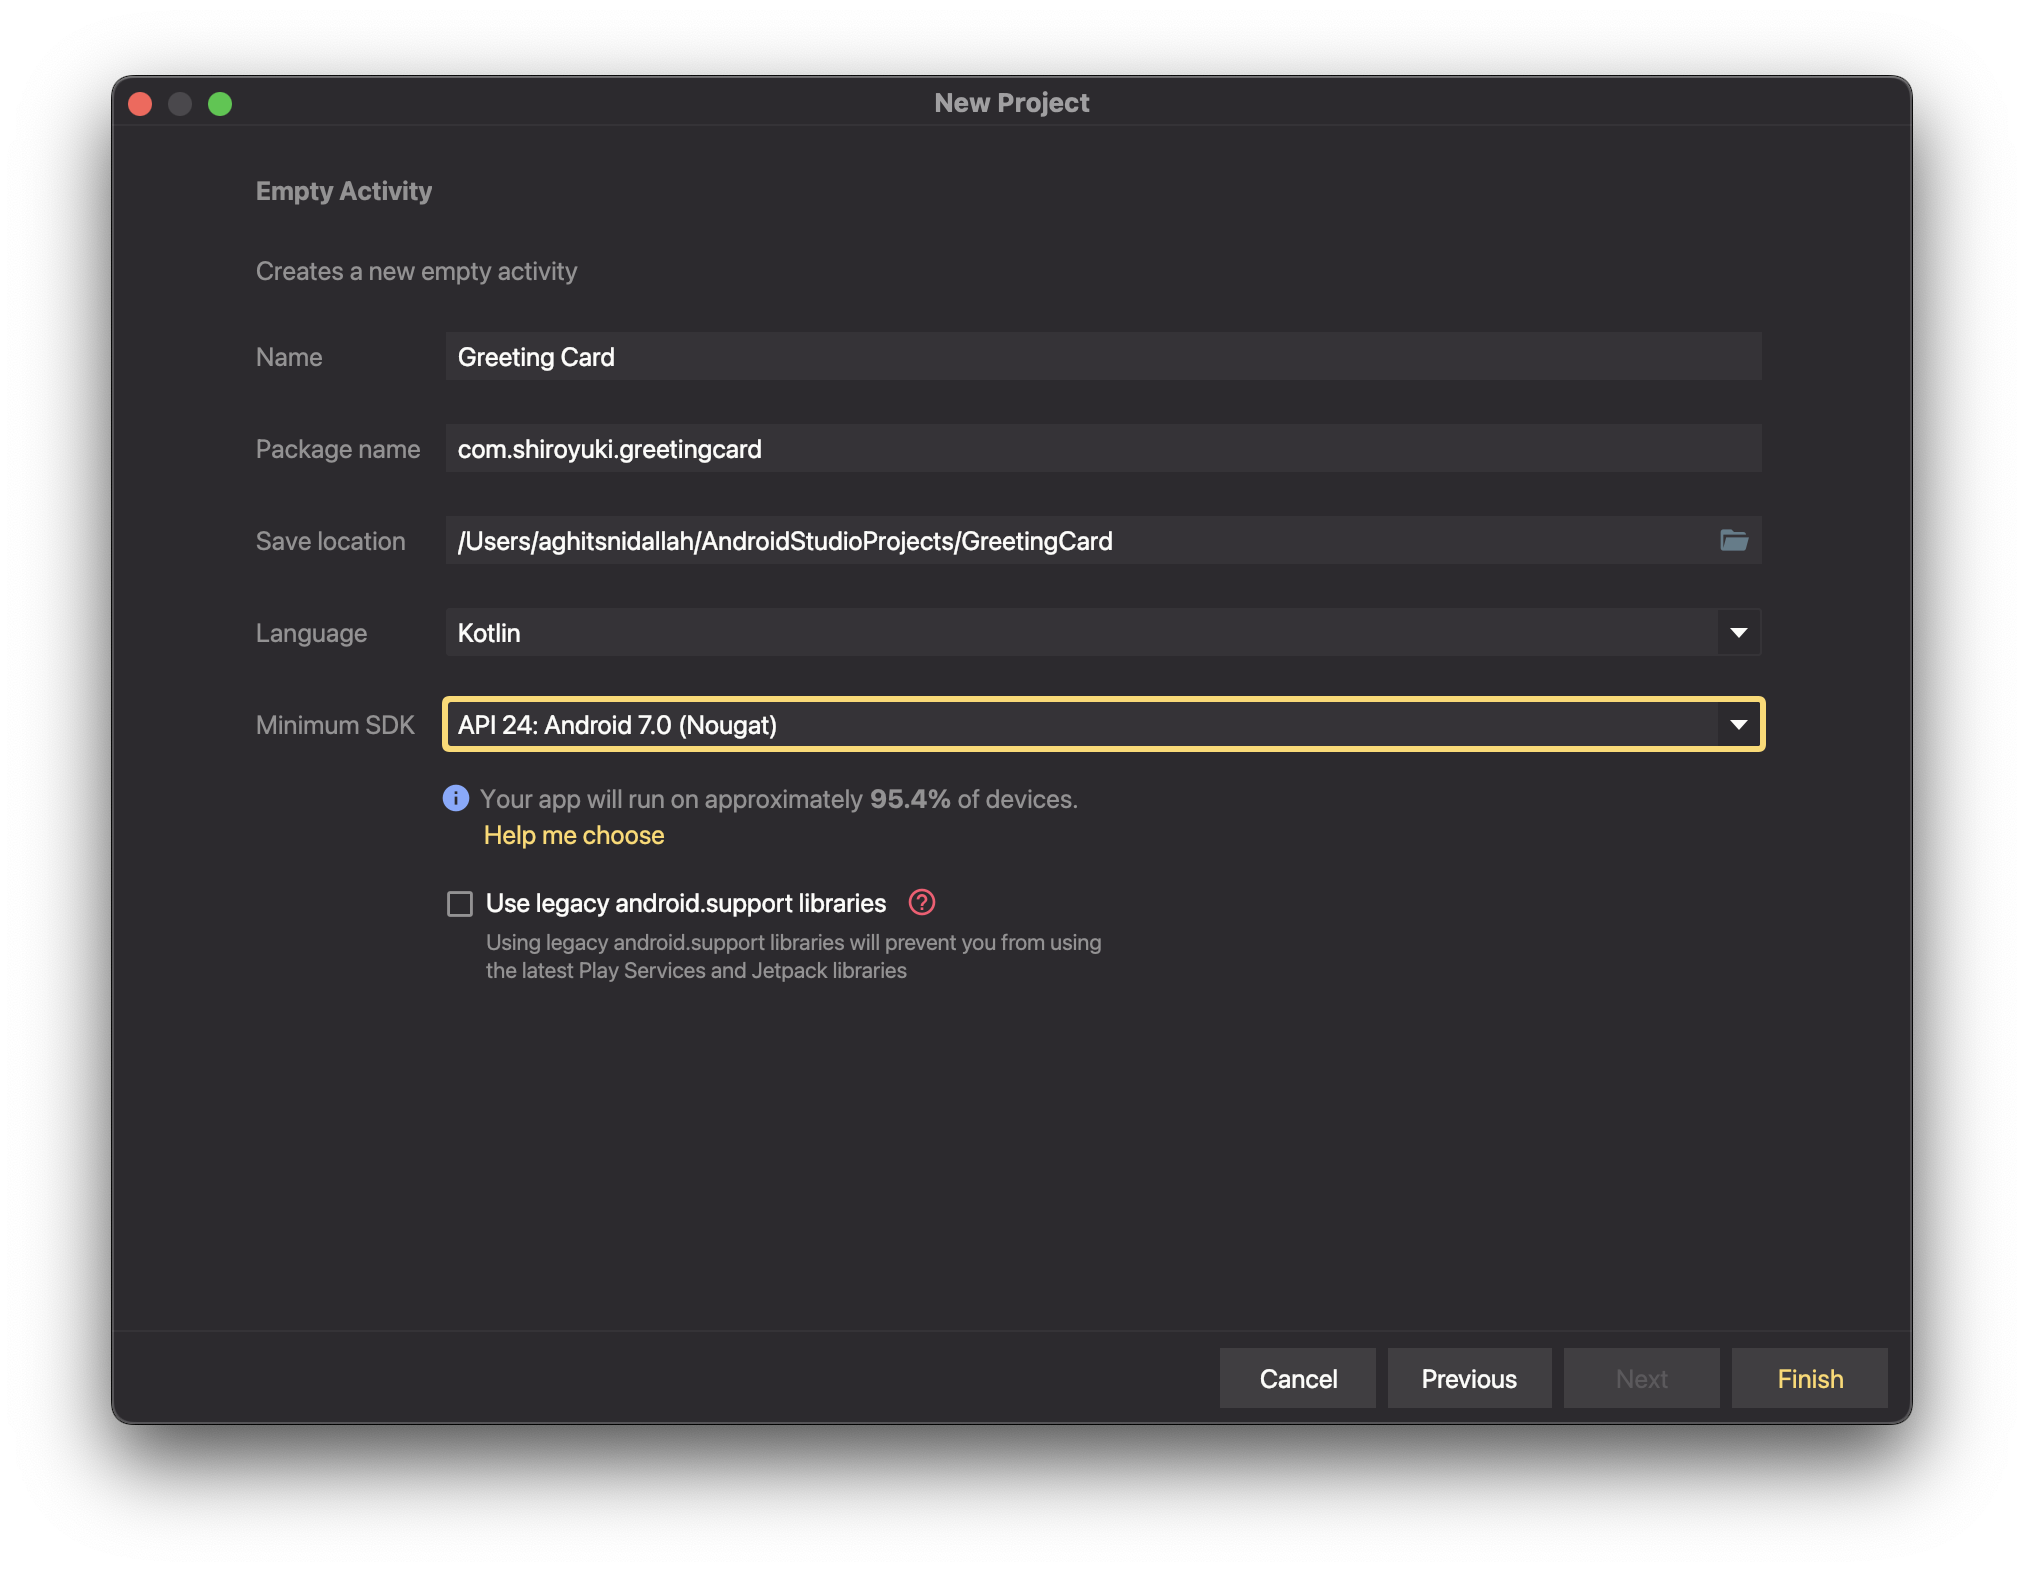 New Project
Empty Activity
Creates a new empty activity
Name
Greeting Card
Package name
com.shiroyuki.greetingcard
Save location
/Users/aghitsnidallah/AndroidStudioProjects/GreetingCard
Language
Kotlin
Minimum SDK
API 24: Android 7.0 (Nougat)
Your app will run on approximately 95.4% of devices.
Help me choose
Use legacy android.support libraries
Using legacy android.support libraries will prevent you from using
the latest Play Services and Jetpack libraries
Cancel
Previous
Next
Finish